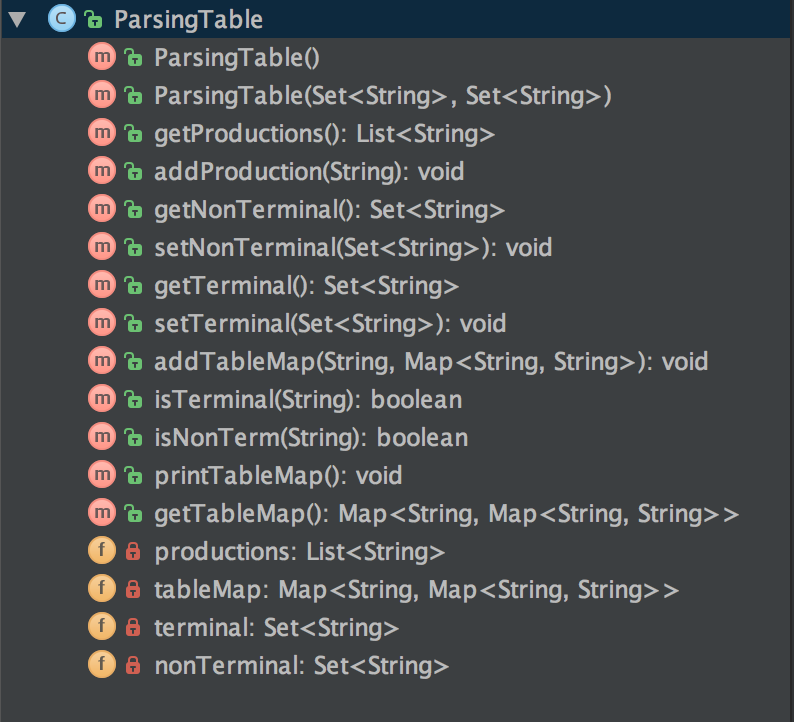 C ParsingTable
m ParsingTable()
m ParsingTable(Set<String>, Set<String>)
m getProductions(): List<String>
m addProduction(String): void
m getNonTerminal(): Set<String>
m setNonTerminal(Set<String>): void
m getTerminal(): Set<String>
m setTerminal(Set<String>): void
m addTableMap(String, Map<String, String>): void
m isTerminal(String): boolean
m isNonTerm(String): boolean
m printTableMap(): void
m getTableMap(): Map<String, Map<String, String>>
f productions: List<String>
f tableMap: Map<String, Map<String, String>>
f terminal: Set<String>
f nonTerminal: Set<String>